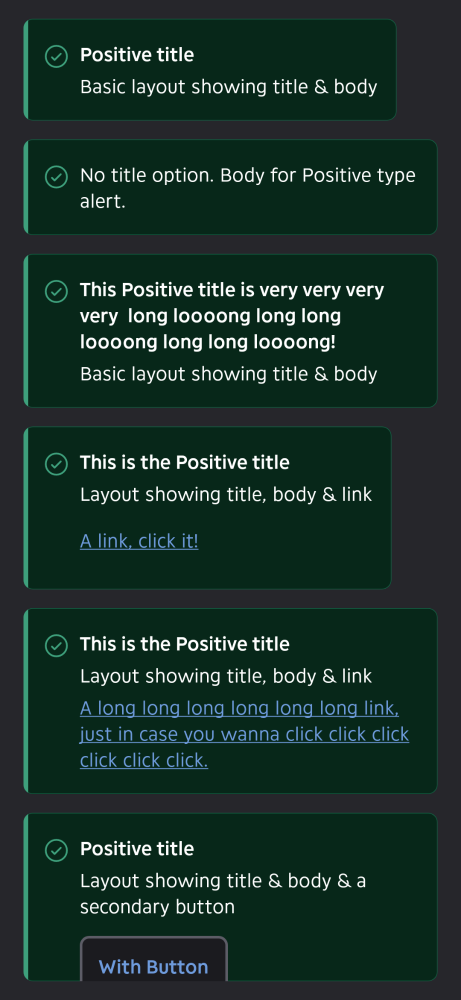 Positive title
Basic layout showing title & body
No title option. Body for Positive type
alert.
This Positive title is very very very
very  long loooong long long
loooong long long loooong!
Basic layout showing title & body
This is the Positive title
Layout showing title, body & link
A link, click it!
This is the Positive title
Layout showing title, body & link
A long long long long long long link,
just in case you wanna click click click
click click click.
Positive title
Layout showing title & body & a
secondary button
With Button